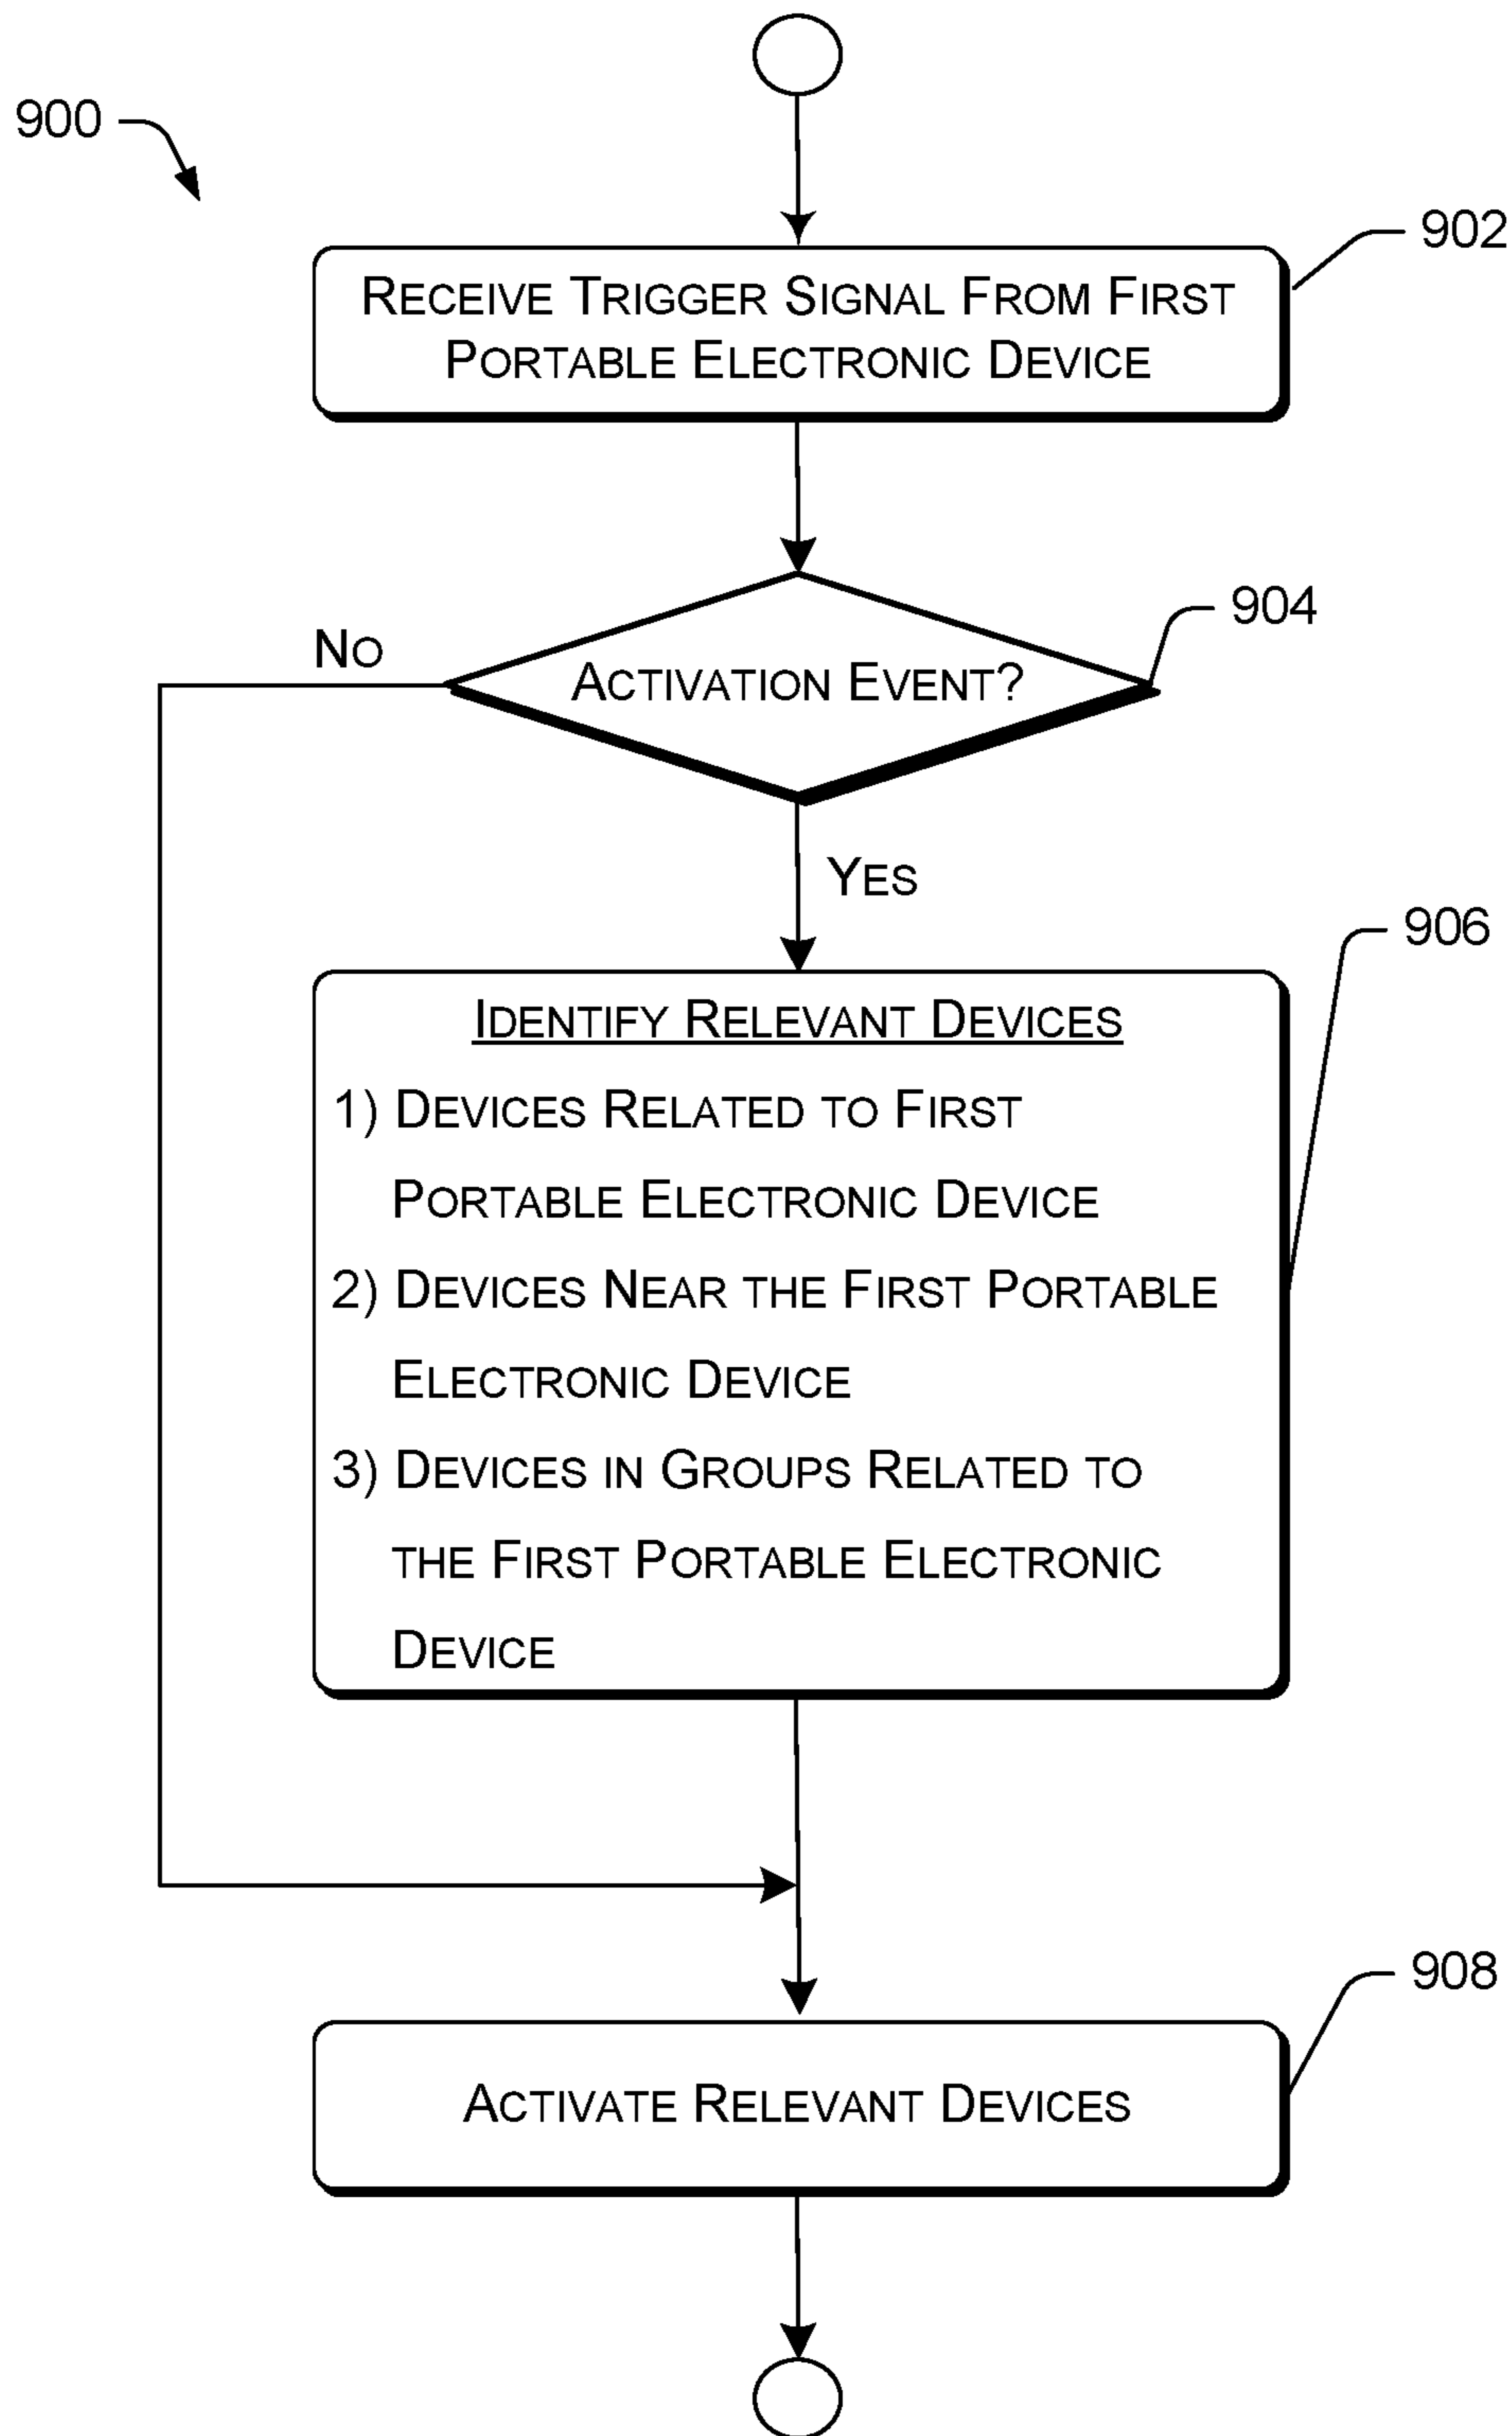 900
902
Receive Trigger Signal From First
Portable Electronic Device
904
No
Activation Event?
Yes
906
Identify Relevant Devices
1) Devices Related to First
Portable Electronic Device
2) Devices Near the First Portable
Electronic Device
3) Devices in Groups Related to
the First Portable Electronic
Device
908
Activate Relevant Devices